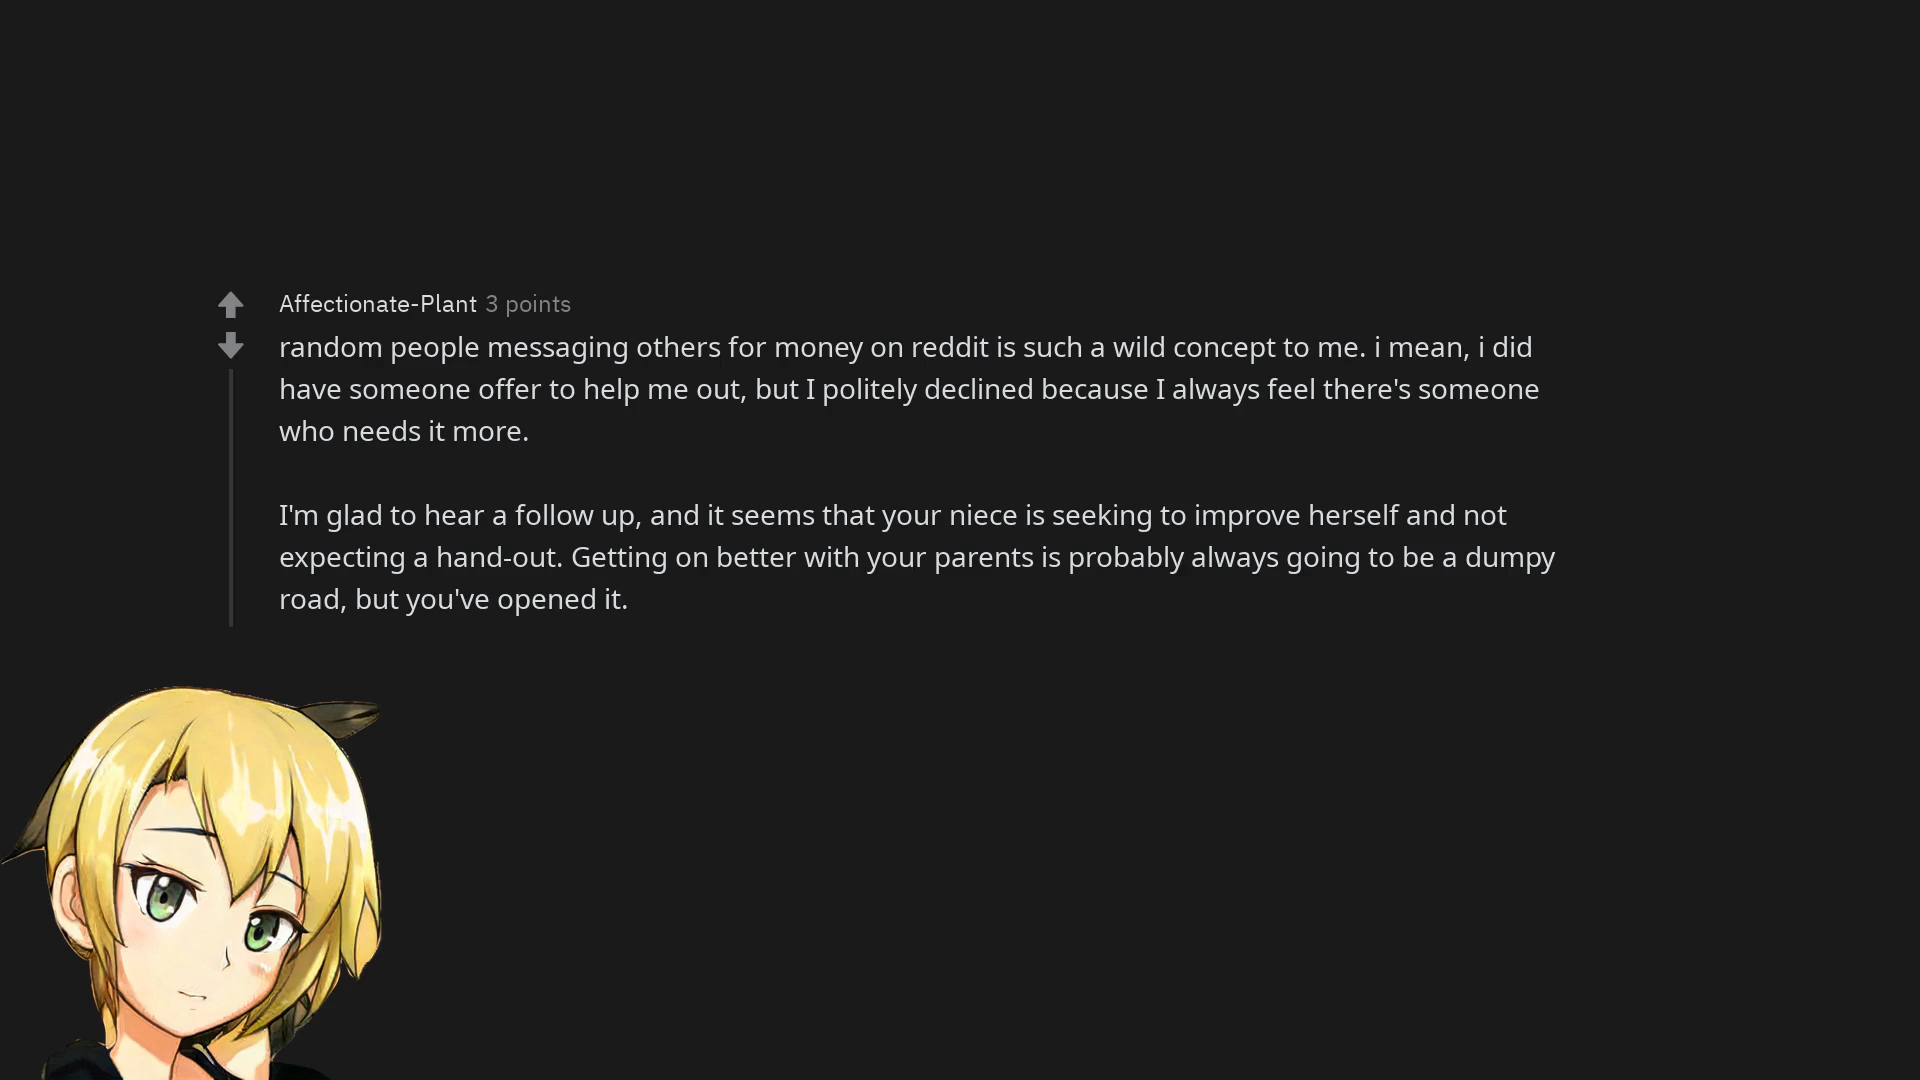 Affectionate-Plant 3 points
random people messaging others for money on reddit is such a wild concept to me. i mean, i did
have someone offer to help me out, but I politely declined because I always feel there's someone
who needs it more.
I'm glad to hear a follow up, and it seems that your niece is seeking to improve herself and not
expecting a hand-out. Getting on better with your parents is probably always going to be a dumpy
road, but you've opened it.